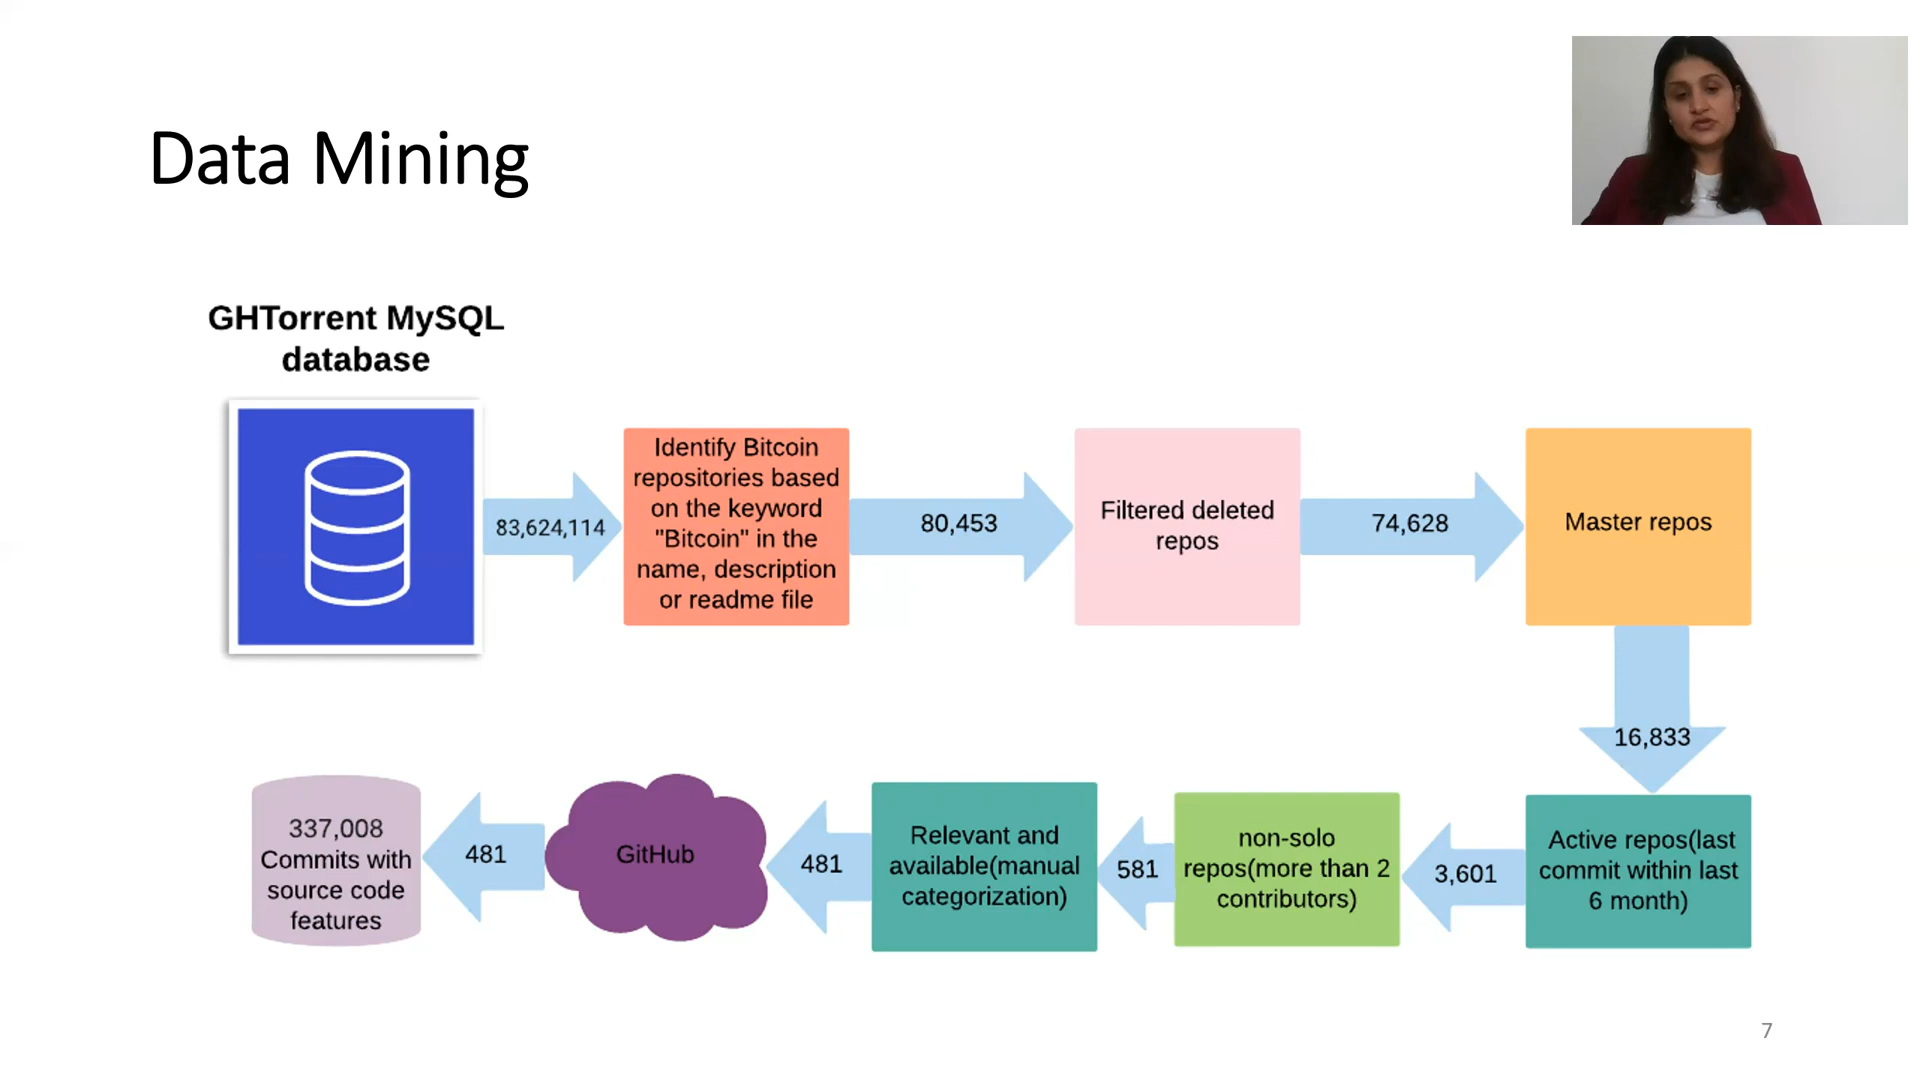 Data Mining
GHTorrent MySQL
database
83,624,114
Identify Bitcoin
repositories based
on the keyword
"Bitcoin" in the
name, description
or readme file
80,453
Filtered deleted
repos
74,628
Master repos
16,833
Active repos(last
commit within last
6 month)
3,601
non-solo
repos(more than 2
contributors)
581
Relevant and
available(manual
categorization)
481
GitHub
481
337,008
Commits with
source code
features
7